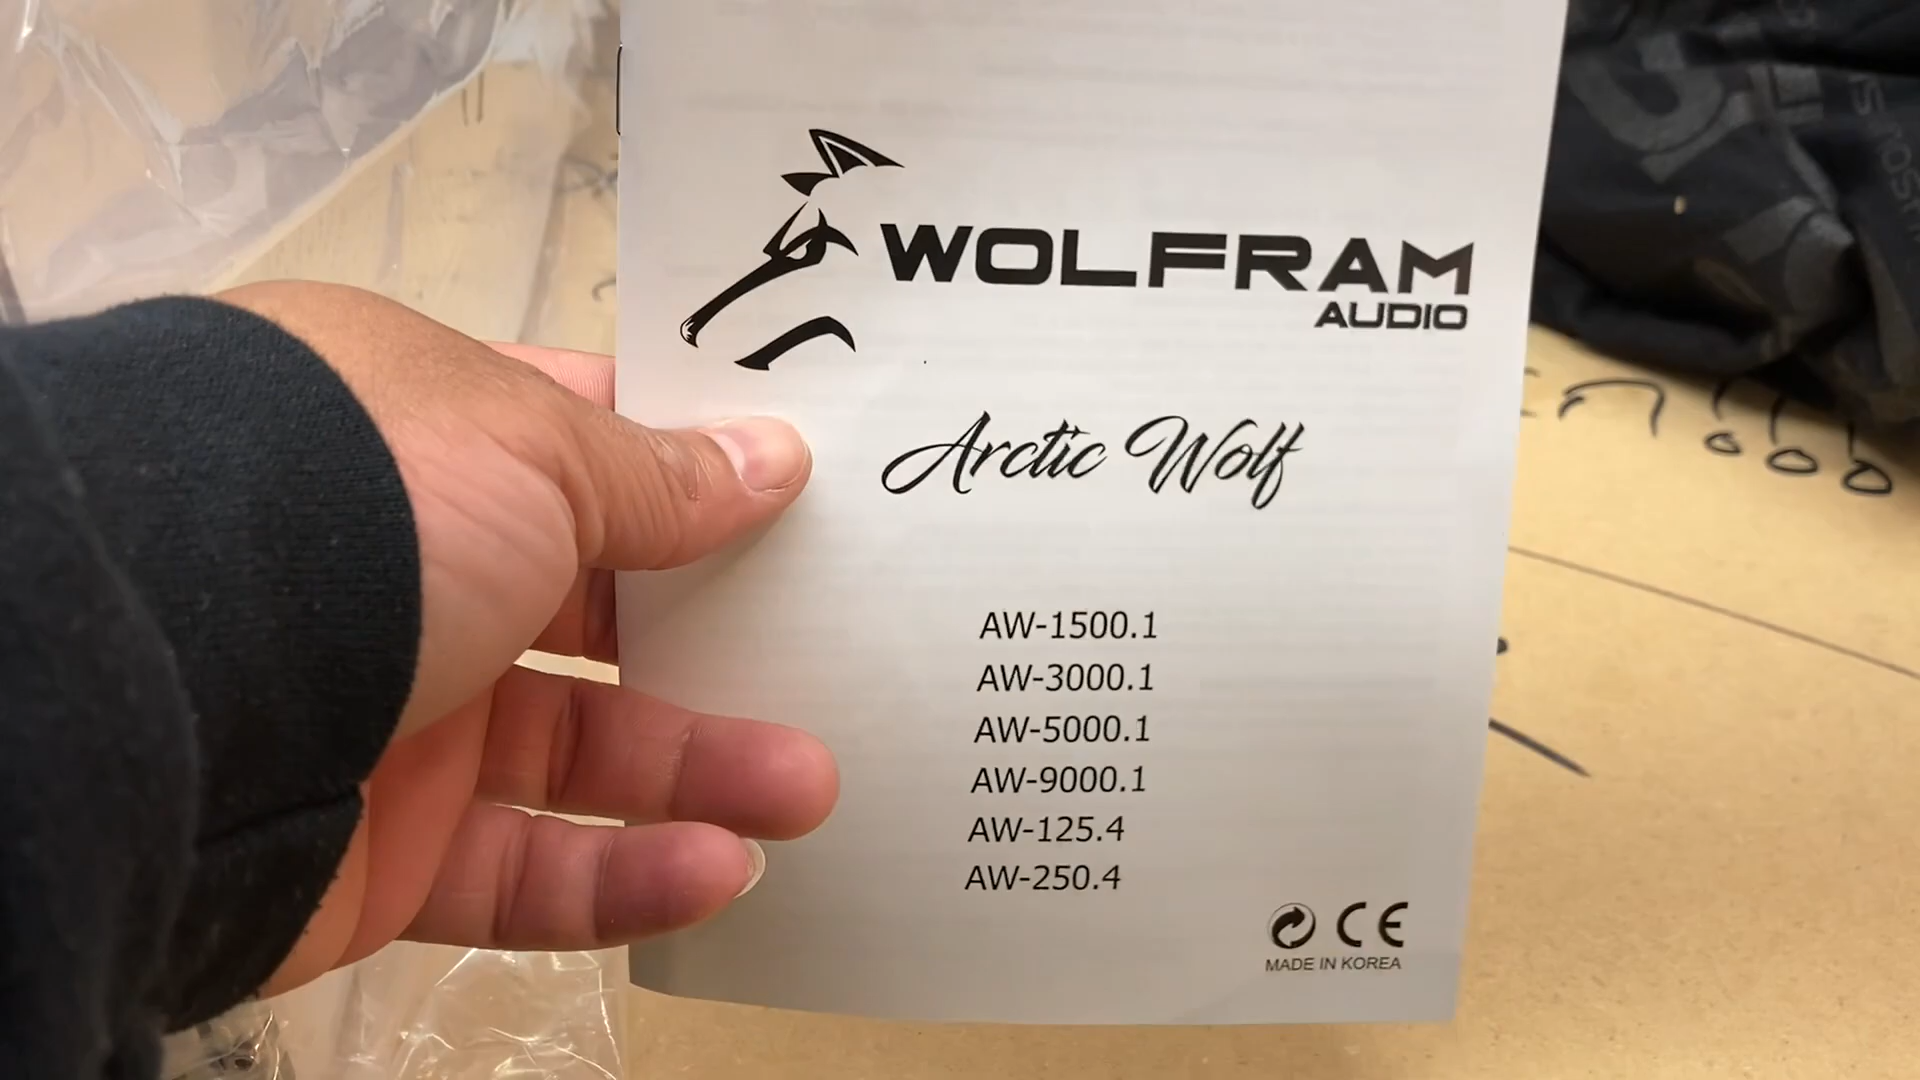 WOLFRAM
AUDIO
Arctic Wolf
AW-1500.1
AW-3000.1
AW-5000.1
AW-9000.1
AW-125.4
AW-250.4
CE
MADE IN KOREA